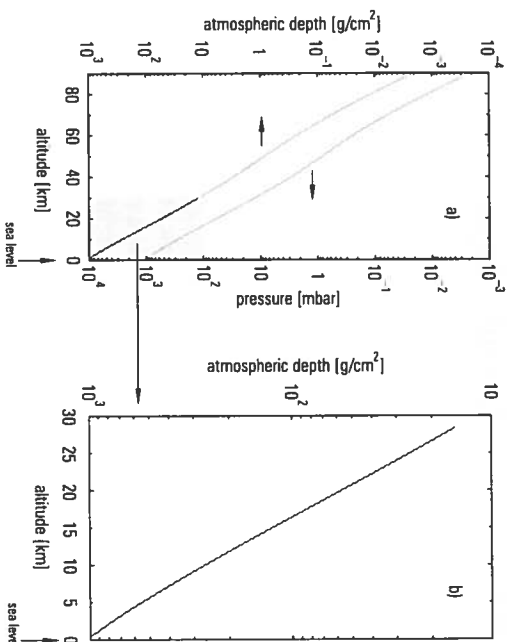 atmospheric depth [g/cm²]
10³ 10² 10 1 10⁻¹ 10⁻² 10⁻³ 10⁻⁴
a)
80 60 40 20 0
altitude [km]
sea level
10⁴ 10³ 10² 10 1 10⁻¹ 10⁻² 10⁻³
pressure [mbar]
atmospheric depth [g/cm²]
10³ 10² 10
b)
30 25 20 15 10 5 0
altitude [km]
sea level